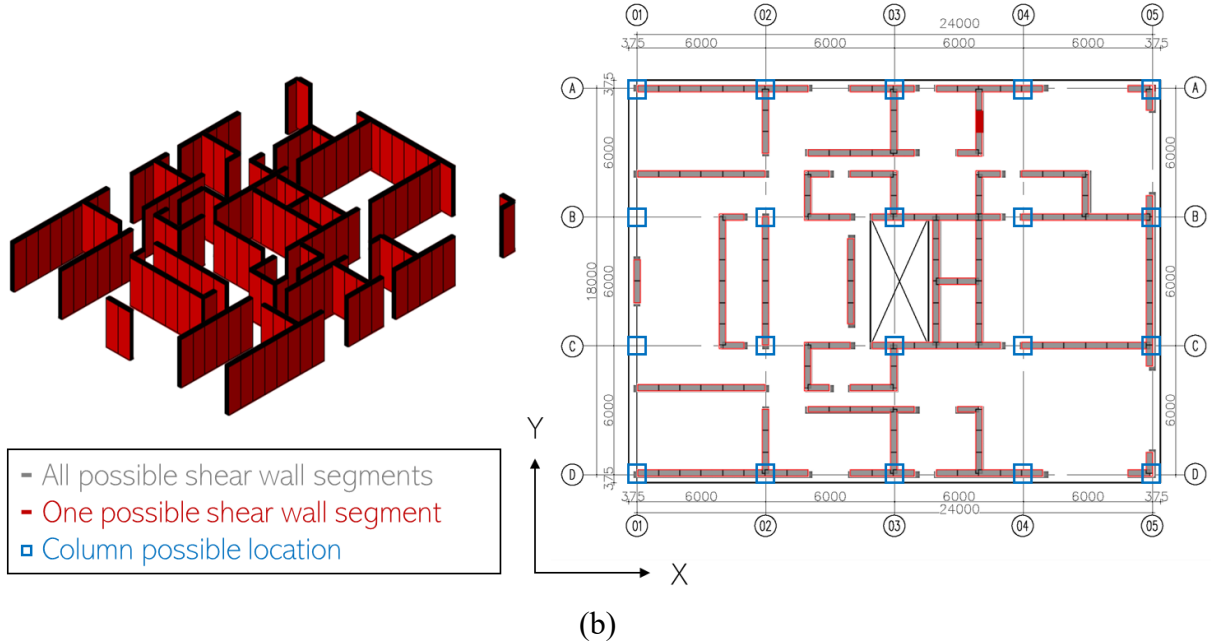 01 02 03 04 05
24000
375 6000 6000 6000 6000 375
A 375 375 A
6000 6000
B B
18000 6000 6000
C C
6000 6000
D 375 375 D
375 6000 6000 6000 6000 375
24000
01 02 03 04 05
Y
X
All possible shear wall segments
One possible shear wall segment
Column possible location
(b)